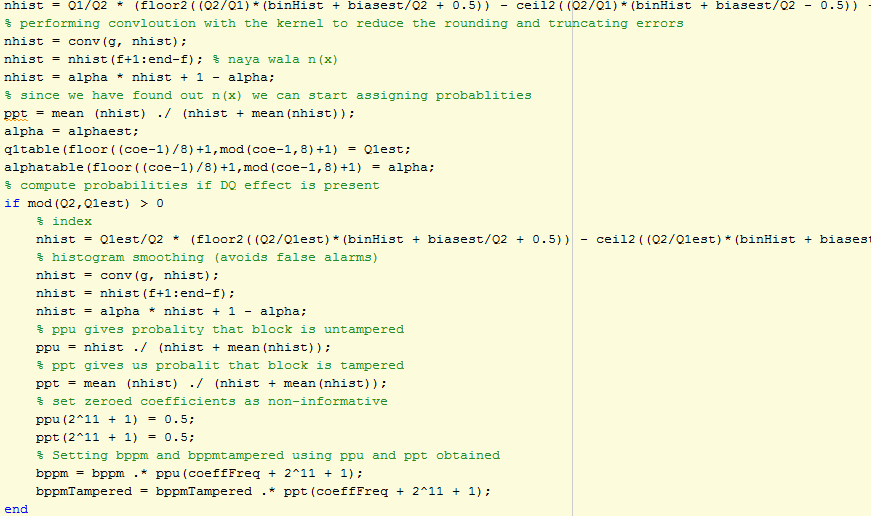 nhist = Q1/Q2 * (floor2((Q2/Q1)*(binHist + biasest/Q2 + 0.5)) - ceil2((Q2/Q1)*(binHist + biasest/Q2 - 0.5)) -
% performing convloution with the kernel to reduce the rounding and truncating errors
nhist = conv(g, nhist);
nhist = nhist(f+1:end-f); % naya wala n(x)
nhist = alpha * nhist + 1 - alpha;
% since we have found out n(x) we can start assigning probablities
ppt = mean (nhist) ./ (nhist + mean(nhist));
alpha = alphaest;
q1table(floor((coe-1)/8)+1,mod(coe-1,8)+1) = Q1est;
alphatable(floor((coe-1)/8)+1,mod(coe-1,8)+1) = alpha;
% compute probabilities if DQ effect is present
if mod(Q2,Q1est) > 0
% index
nhist = Q1est/Q2 * (floor2((Q2/Q1est)*(binHist + biasest/Q2 + 0.5)) - ceil2((Q2/Q1est)*(binHist + biasest
% histogram smoothing (avoids false alarms)
nhist = conv(g, nhist);
nhist = nhist(f+1:end-f);
nhist = alpha * nhist + 1 - alpha;
% ppu gives probality that block is untampered
ppu = nhist ./ (nhist + mean(nhist));
% ppt gives us probalit that block is tampered
ppt = mean (nhist) ./ (nhist + mean(nhist));
% set zeroed coefficients as non-informative
ppu(2^11 + 1) = 0.5;
ppt(2^11 + 1) = 0.5;
% Setting bppm and bppmtampered using ppu and ppt obtained
bppm = bppm .* ppu(coeffFreq + 2^11 + 1);
bppmTampered = bppmTampered .* ppt(coeffFreq + 2^11 + 1);
end